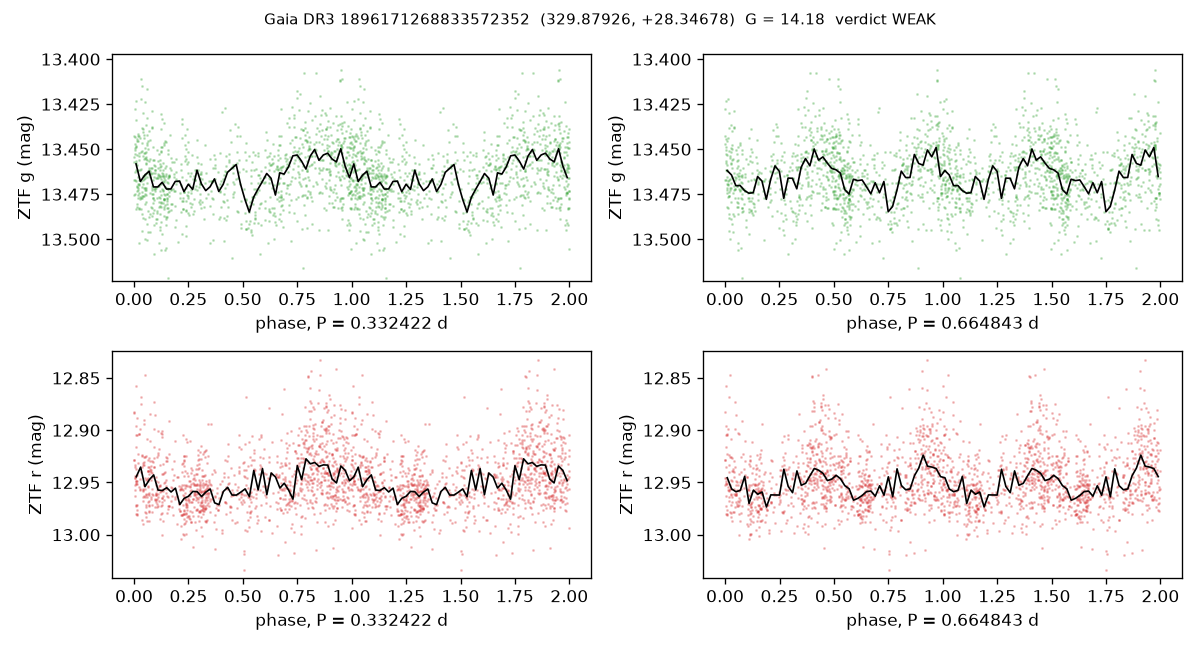 Gaia DR3 1896171268833572352 (329.87926, +28.34678) G = 14.18 verdict WEAK
ZTF g (mag)
13.400
13.425
13.450
13.475
13.500
0.00 0.25 0.50 0.75 1.00 1.25 1.50 1.75 2.00
phase, P = 0.332422 d
ZTF g (mag)
13.400
13.425
13.450
13.475
13.500
0.00 0.25 0.50 0.75 1.00 1.25 1.50 1.75 2.00
phase, P = 0.664843 d
ZTF r (mag)
12.85
12.90
12.95
13.00
0.00 0.25 0.50 0.75 1.00 1.25 1.50 1.75 2.00
phase, P = 0.332422 d
ZTF r (mag)
12.85
12.90
12.95
13.00
0.00 0.25 0.50 0.75 1.00 1.25 1.50 1.75 2.00
phase, P = 0.664843 d